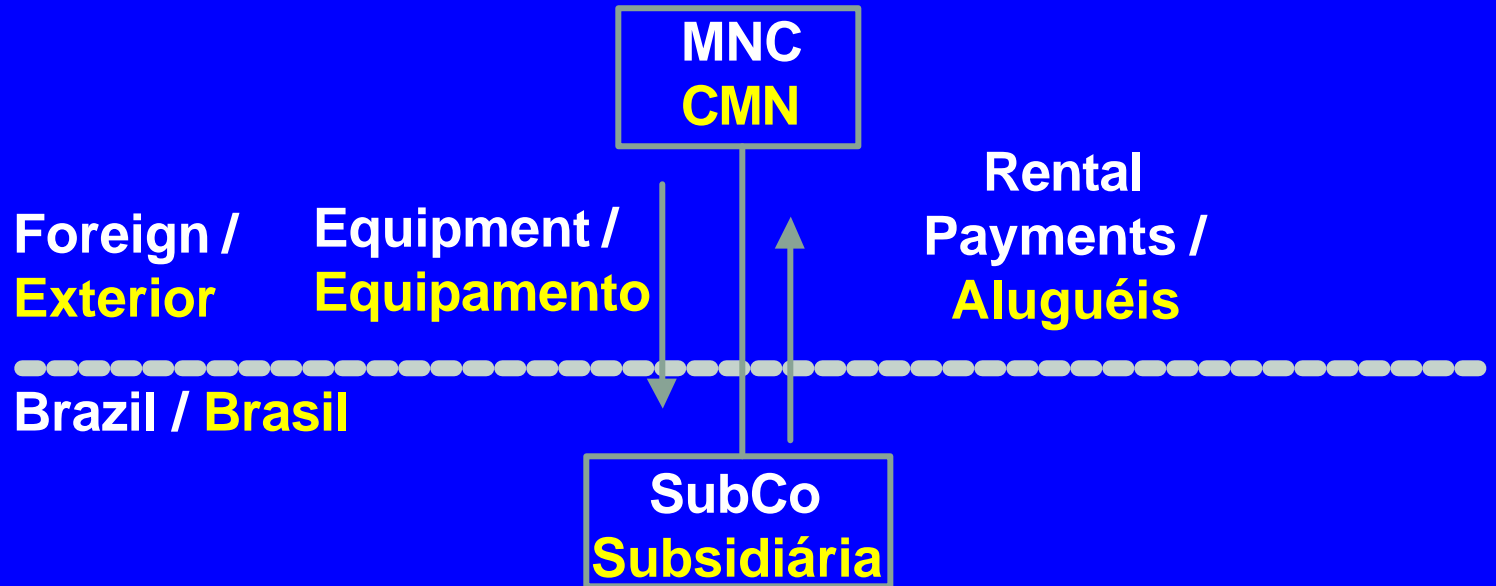 MNC
CMN
Rental
Payments /
Aluguéis
Foreign /
Exterior
Equipment /
Equipamento
Brazil / Brasil
SubCo
Subsidiária